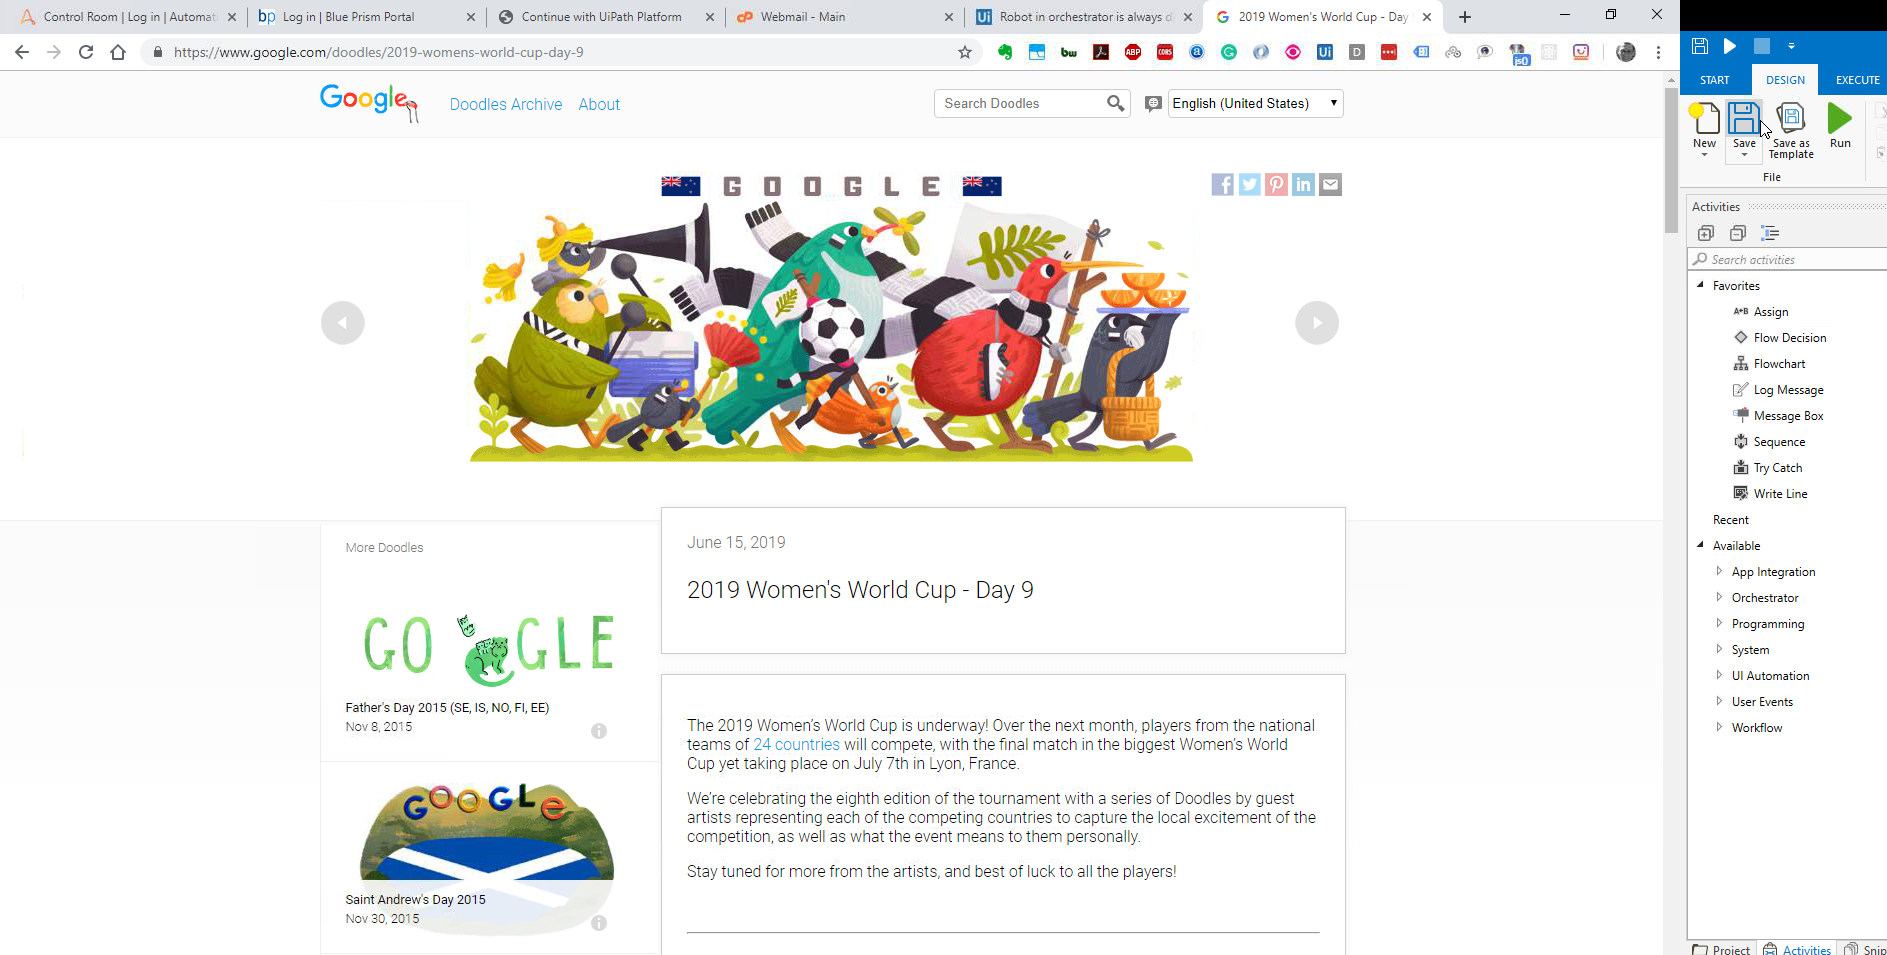 Control Room | Log in | Automat
Log in | Blue Prism Portal
Continue with UiPath Platform
Webmail - Main
Robot in orchestrator is always d
2019 Women's World Cup - Day
https://www.google.com/doodles/2019-womens-world-cup-day-9
START
DESIGN
EXECUTE
New
Save
Save as
Template
Run
File
Google
Doodles Archive
About
Search Doodles
English (United States)
GOOGLE
Activities
Search activities
Favorites
Assign
Flow Decision
Flowchart
Log Message
Message Box
Sequence
Try Catch
Write Line
Recent
Available
App Integration
Orchestrator
Programming
System
UI Automation
User Events
Workflow
Project
Activities
Snip
More Doodles
GOOGLE
Father's Day 2015 (SE, IS, NO, FI, EE)
Nov 8, 2015
GOOGLE
Saint Andrew's Day 2015
Nov 30, 2015
June 15, 2019
2019 Women's World Cup - Day 9
The 2019 Women’s World Cup is underway! Over the next month, players from the national
teams of 24 countries will compete, with the final match in the biggest Women’s World
Cup yet taking place on July 7th in Lyon, France.
We’re celebrating the eighth edition of the tournament with a series of Doodles by guest
artists representing each of the competing countries to capture the local excitement of the
competition, as well as what the event means to them personally.
Stay tuned for more from the artists, and best of luck to all the players!